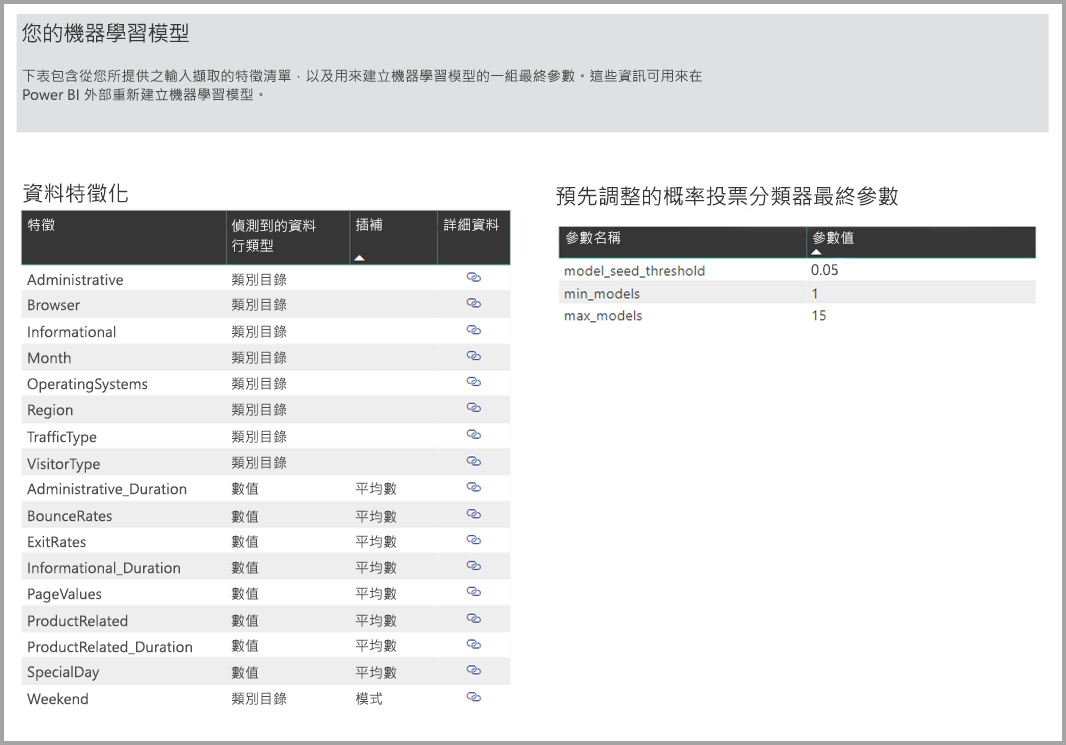 您的機器學習模型
下表包含從您所提供之輸入擷取的特徵清單，以及用來建立機器學習模型的一組最終參數。這些資訊可用來在
Power BI 外部重新建立機器學習模型。
資料特徵化
特徵 偵測到的資料 插補 詳細資料
行類型
Administrative 類別目錄
Browser 類別目錄
Informational 類別目錄
Month 類別目錄
OperatingSystems 類別目錄
Region 類別目錄
TrafficType 類別目錄
VisitorType 類別目錄
Administrative_Duration 數值 平均數
BounceRates 數值 平均數
ExitRates 數值 平均數
Informational_Duration 數值 平均數
PageValues 數值 平均數
ProductRelated 數值 平均數
ProductRelated_Duration 數值 平均數
SpecialDay 數值 平均數
Weekend 類別目錄 模式
預先調整的概率投票分類器最終參數
參數名稱 參數值
model_seed_threshold 0.05
min_models 1
max_models 15